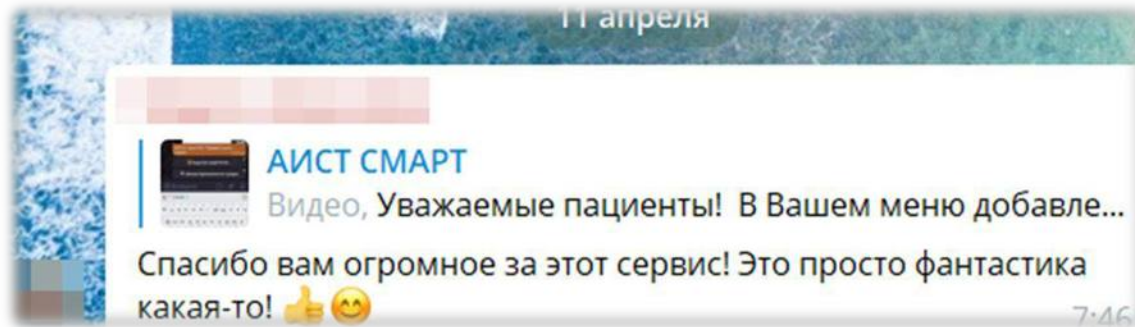 11 апреля
АИСТ СМАРТ
Видео, Уважаемые пациенты! В Вашем меню добавле...
Спасибо вам огромное за этот сервис! Это просто фантастика
какая-то! 👍😊
7:46